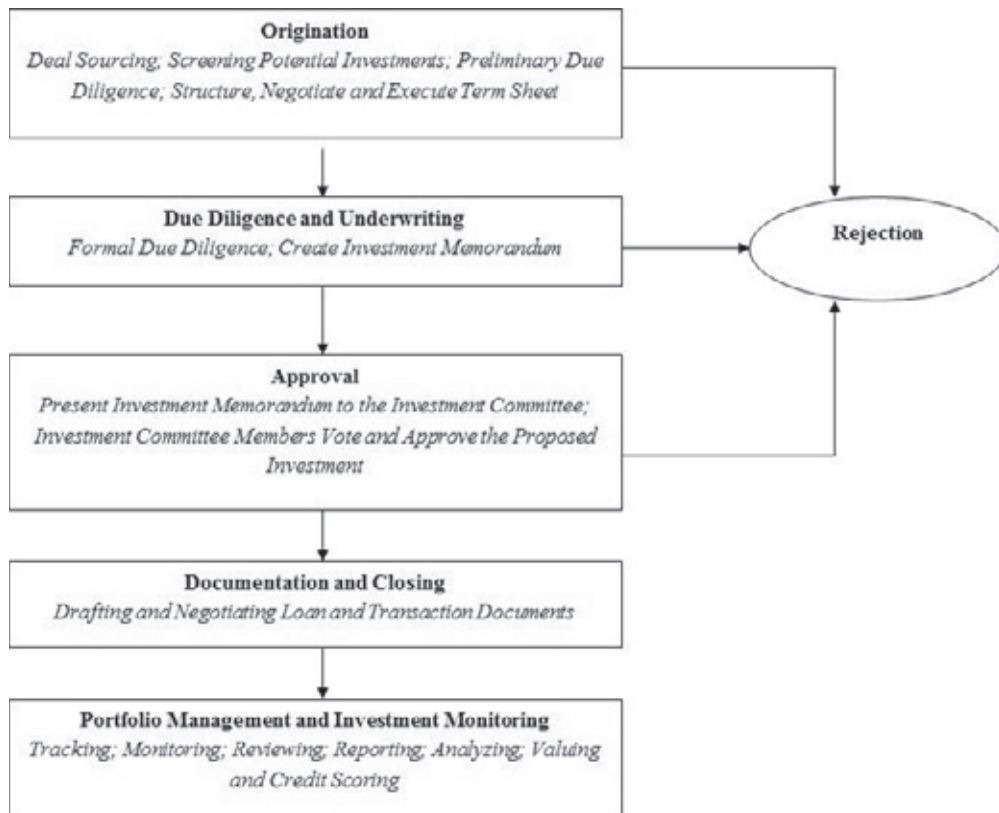 Origination
Deal Sourcing; Screening Potential Investments; Preliminary Due
Diligence; Structure, Negotiate and Execute Term Sheet
Due Diligence and Underwriting
Formal Due Diligence; Create Investment Memorandum
Rejection
Approval
Present Investment Memorandum to the Investment Committee;
Investment Committee Members Vote and Approve the Proposed
Investment
Documentation and Closing
Drafting and Negotiating Loan and Transaction Documents
Portfolio Management and Investment Monitoring
Tracking; Monitoring; Reviewing; Reporting; Analyzing; Valuing
and Credit Scoring